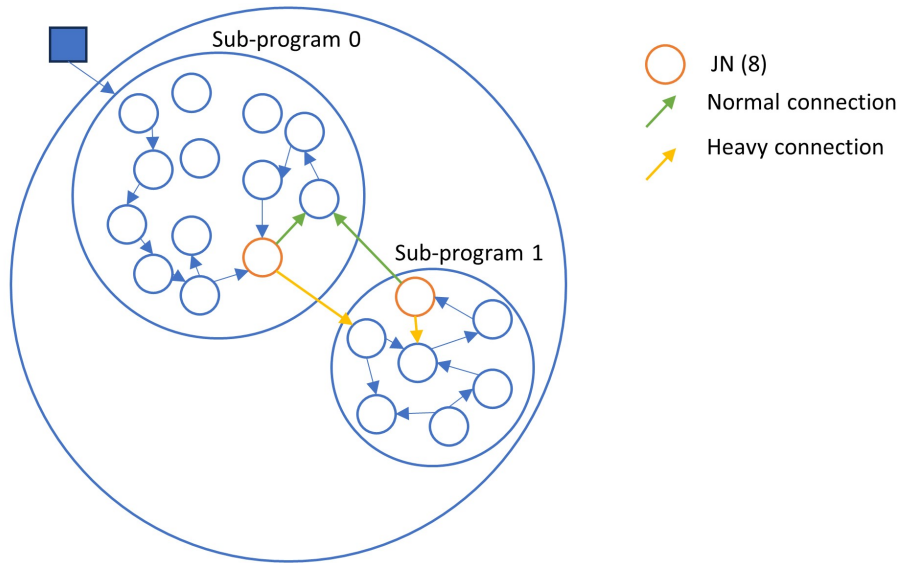 Sub-program 0
JN (8)
Normal connection
Heavy connection
Sub-program 1